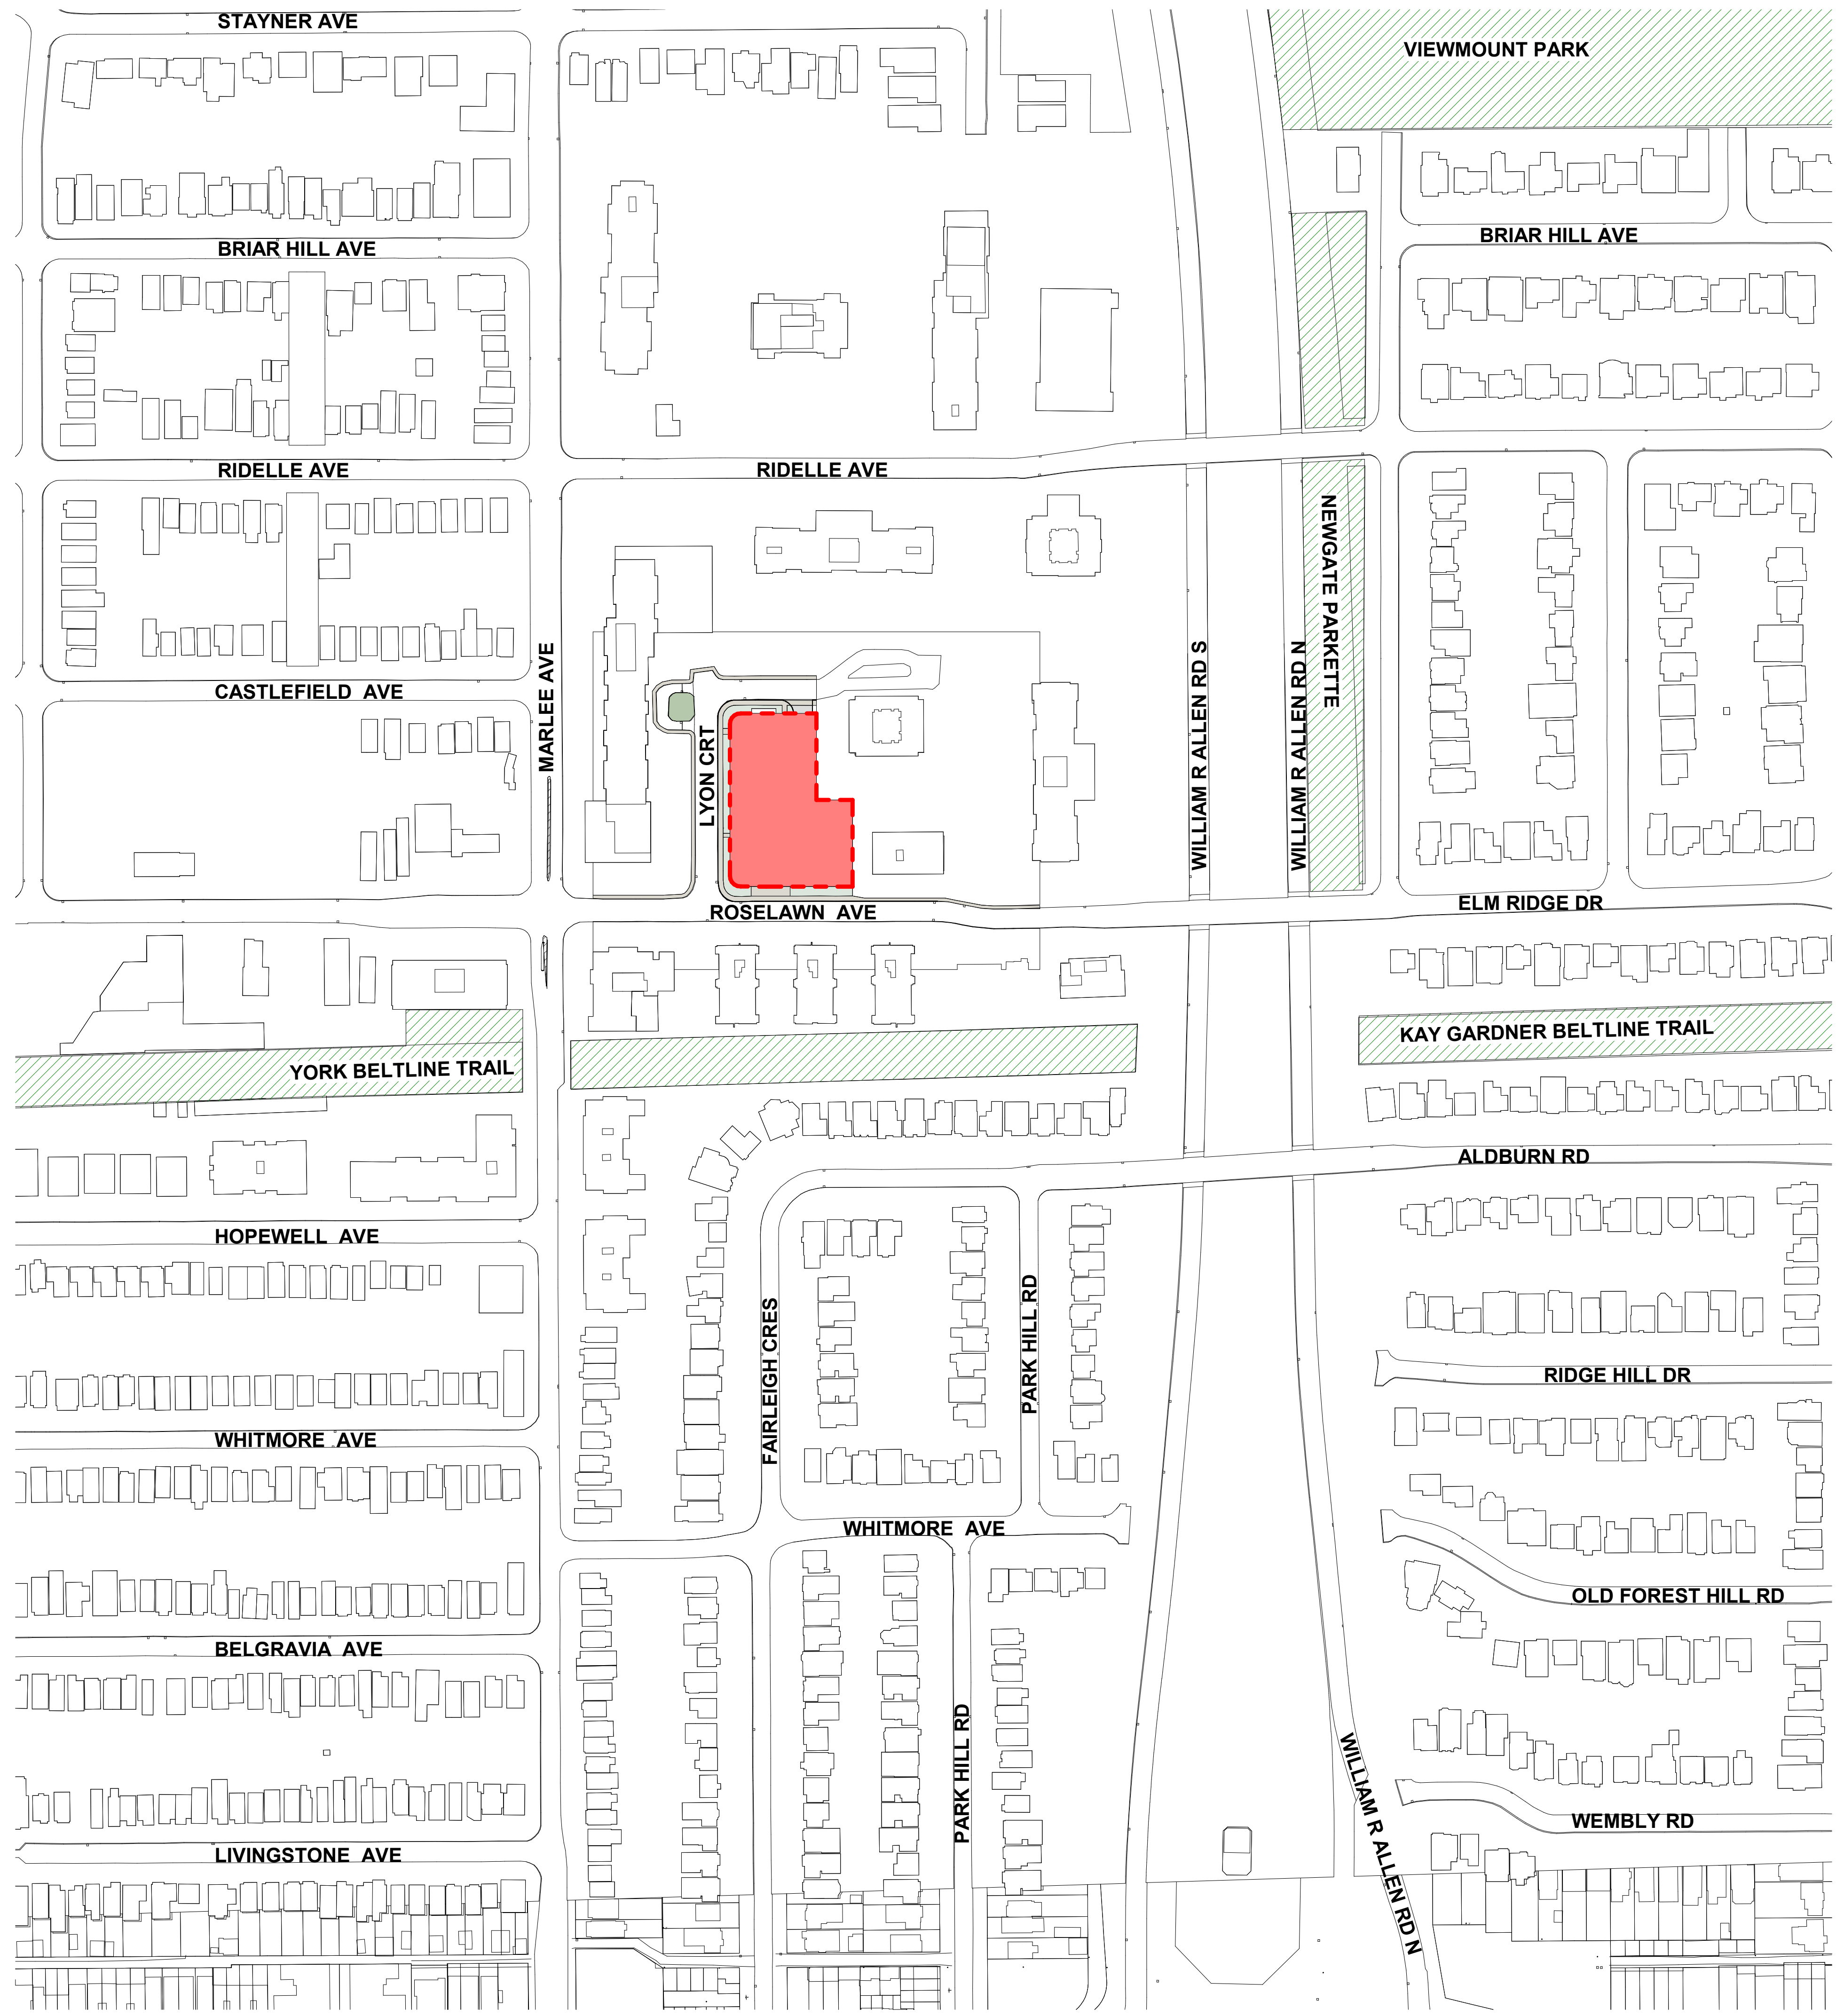 STAYNER AVE
VIEWMOUNT PARK
BRIAR HILL AVE
BRIAR HILL AVE
RIDELLE AVE
RIDELLE AVE
NEWGATE PARKETTE
MARLEE AVE
WILLIAM R ALLEN RD S
WILLIAM R ALLEN RD N
CASTLEFIELD AVE
LYON CRT
ROSELAWN AVE
ELM RIDGE DR
KAY GARDNER BELTLINE TRAIL
YORK BELTLINE TRAIL
ALDBURN RD
HOPEWELL AVE
FAIRLEIGH CRES
PARK HILL RD
RIDGE HILL DR
WHITMORE AVE
WHITMORE AVE
OLD FOREST HILL RD
BELGRAVIA AVE
PARK HILL RD
WILLIAM R ALLEN RD N
WEMBLY RD
LIVINGSTONE AVE